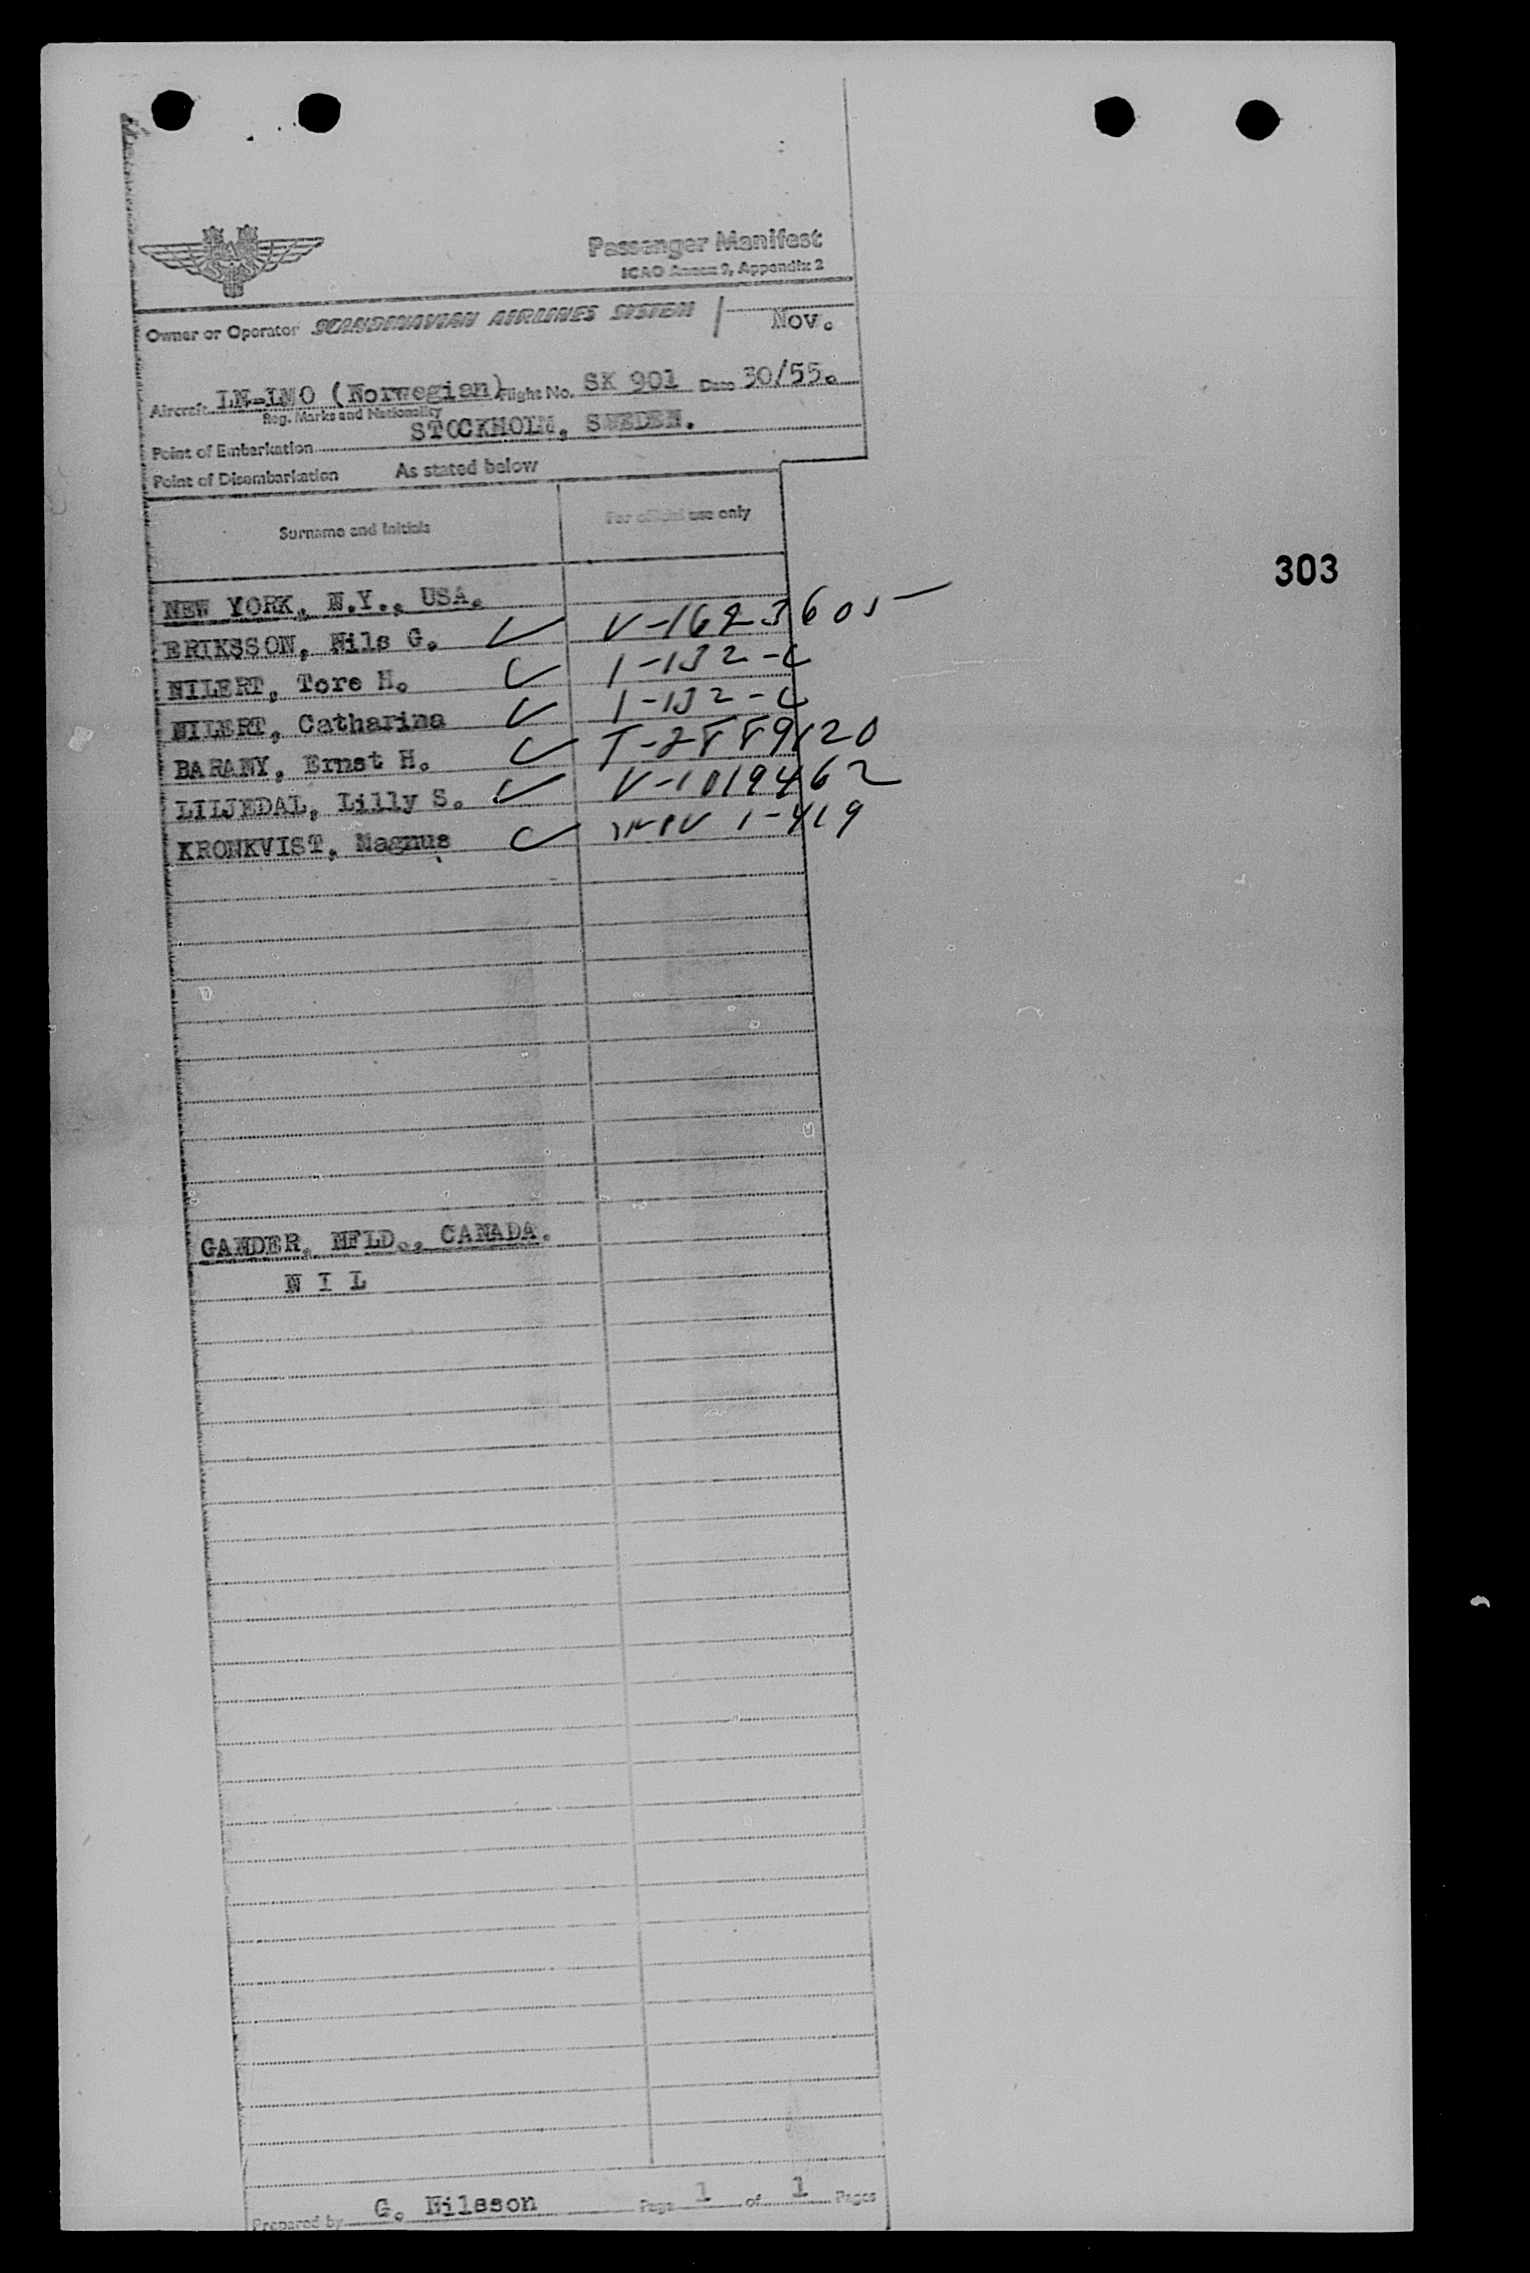 Passenger Manifest
ICAO Annex 9, Appendix 2
Owner or Operator SCANDINAVIAN AIRLINES SYSTEM
Nov.
Aircraft LN-LMO (Norwegian) Flight No. SK 901 Date 30/55.
Reg. Marks and Nationality
Point of Embarkation STOCKHOLM, SWEDEN.
Point of Disembarkation As stated below
Surname and Initials For official use only
303
NEW YORK, N.Y., USA.
ERIKSSON, Nils G. V-1623605
NILERT, Tore H. 1-132-C
NILERT, Catharina 1-132-C
BARANY, Ernst H. T-2889120
LILJEDAL, Lilly S. V-1019462
KRONKVIST, Magnus 1-419
GANDER, NFLD., CANADA.
N I L
Prepared by G. Nilsson Page 1 of 1 Pages